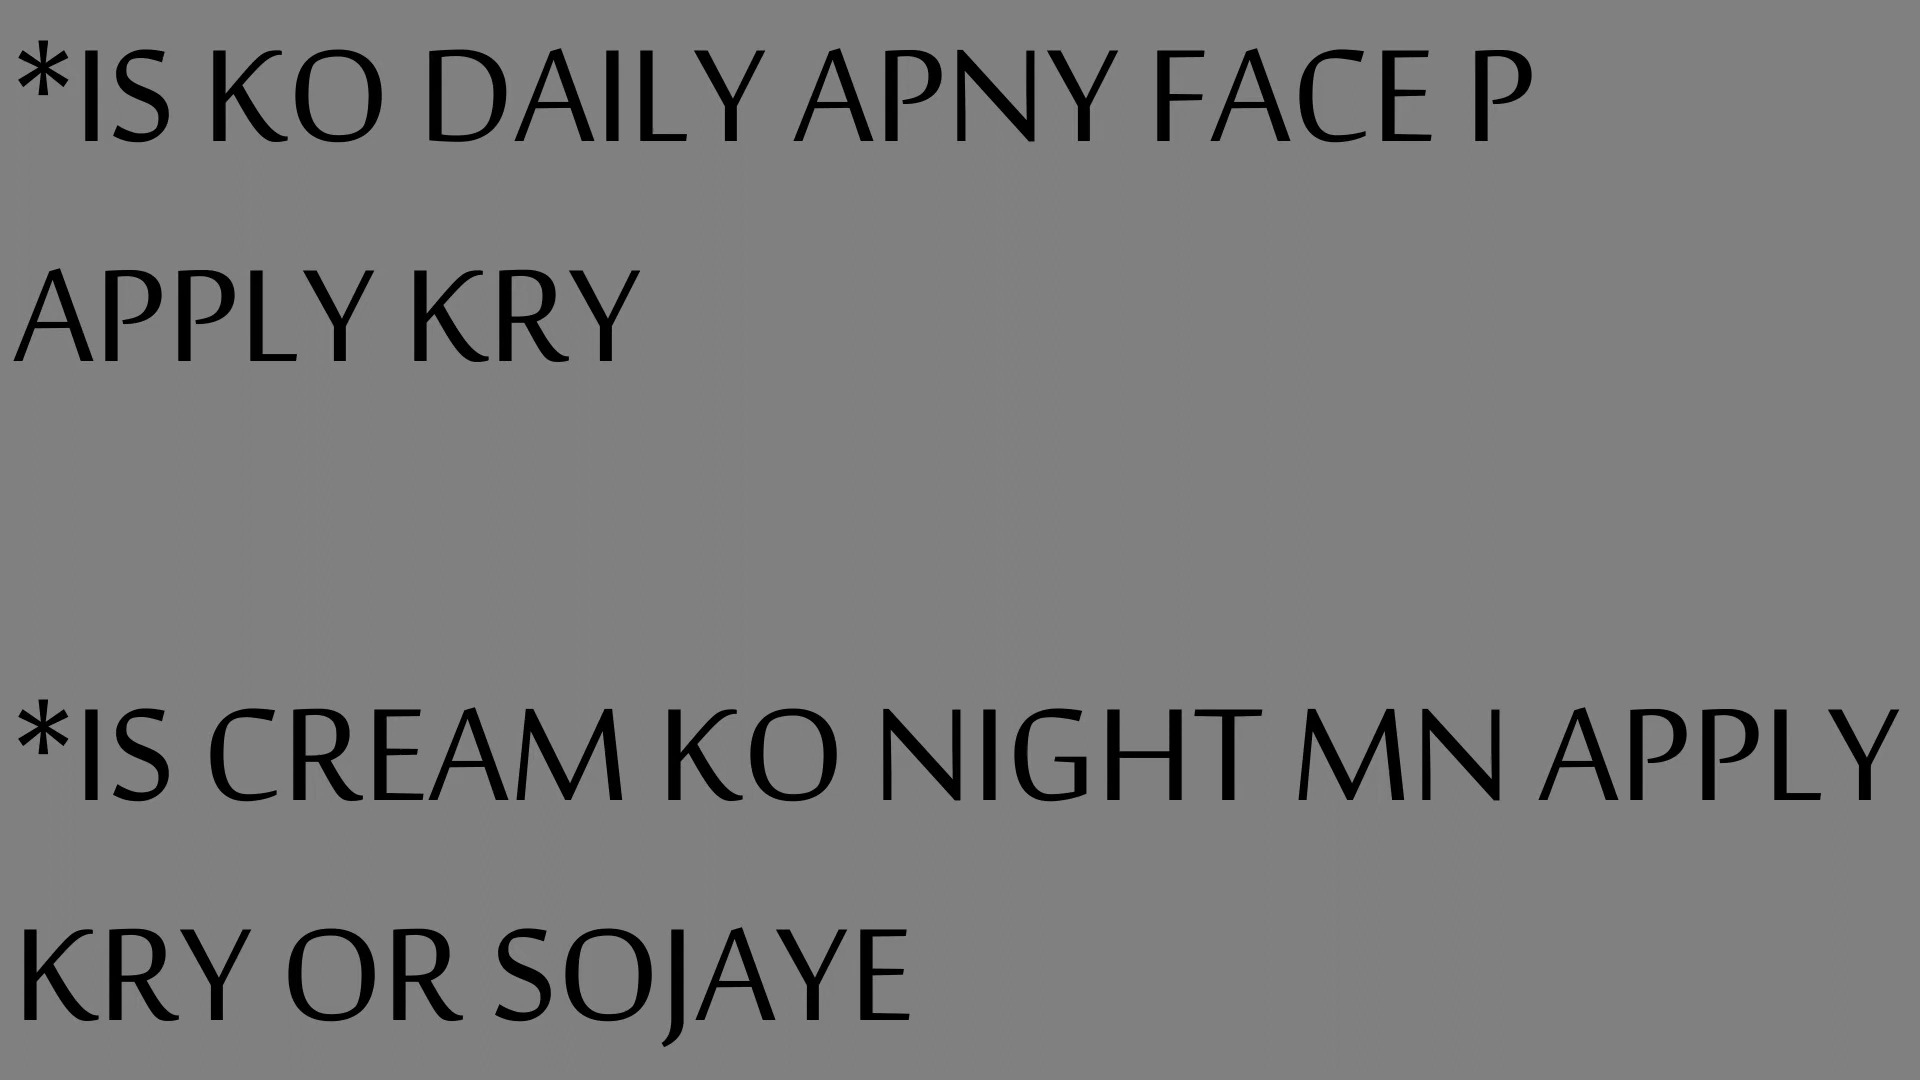 *IS KO DAILY APNY FACE P
APPLY KRY
*IS CREAM KO NIGHT MN APPLY
KRY OR SOJAYE